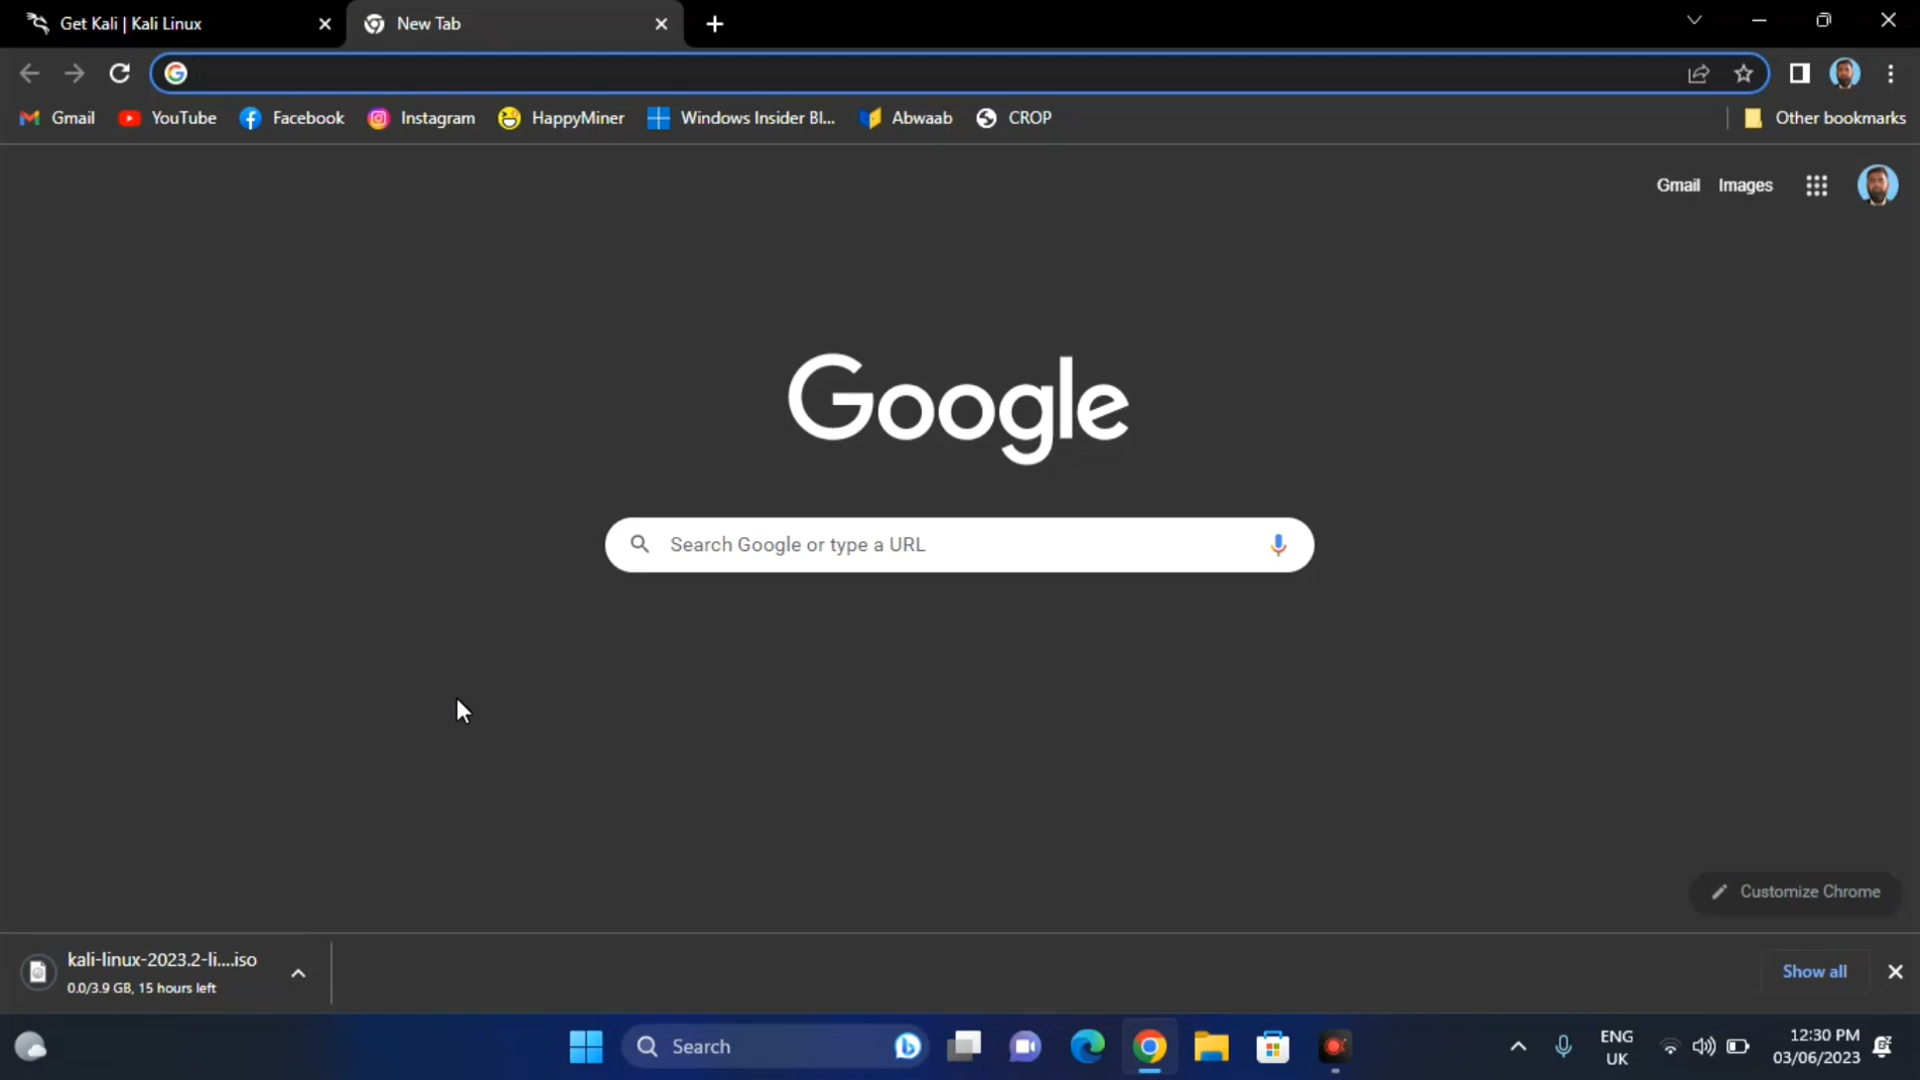 Get Kali | Kali Linux
New Tab
Gmail
YouTube
Facebook
Instagram
HappyMiner
Windows Insider Bl...
Abwaab
CROP
Other bookmarks
Gmail Images
Google
Search Google or type a URL
Customize Chrome
kali-linux-2023.2-li....iso
0.0/3.9 GB, 15 hours left
Show all
Search
ENG
UK
12:30 PM
03/06/2023